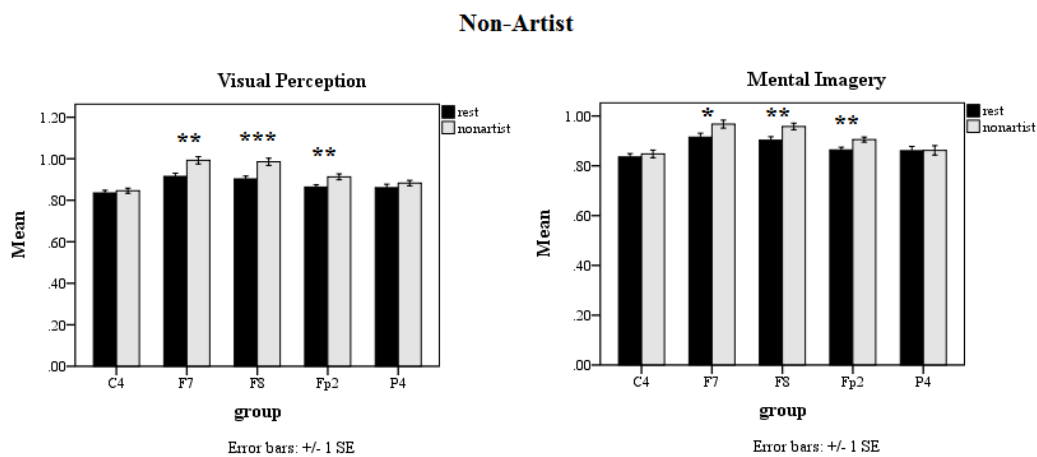 Non-Artist
Visual Perception
1.20
1.00
.80
.60
.40
.20
.00
Mean
** *** **
rest
nonartist
C4 F7 F8 Fp2 P4
group
Error bars: +/- 1 SE
Mental Imagery
1.00
.80
.60
.40
.20
.00
Mean
* ** **
rest
nonartist
C4 F7 F8 Fp2 P4
group
Error bars: +/- 1 SE